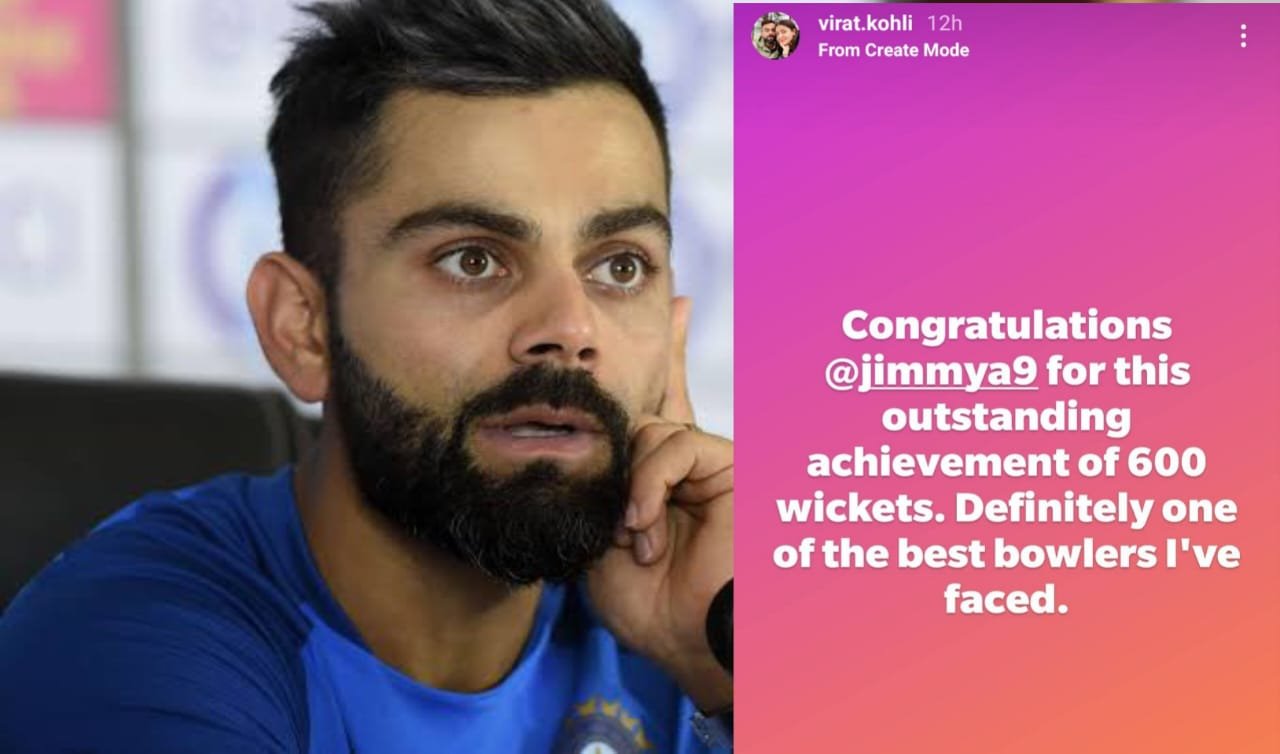 virat.kohli 12h
From Create Mode
Congratulations
@jimmya9 for this
outstanding
achievement of 600
wickets. Definitely one
of the best bowlers I've
faced.